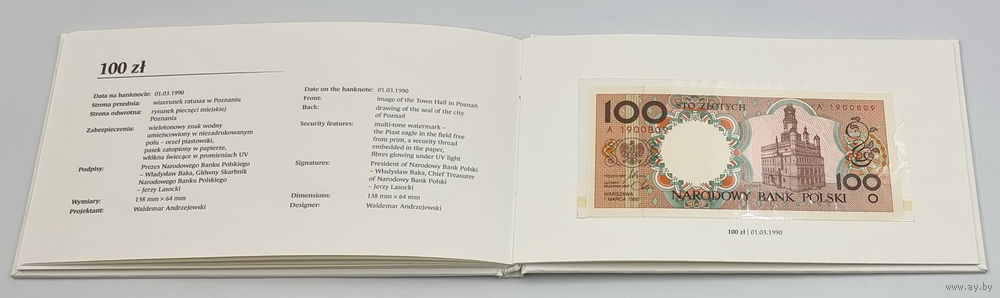 100 zł
Data na banknocie: 01.03.1990
Strona przednia: wizerunek ratusza w Poznaniu
Strona odwrotna: rysunek pieczęci miejskiej
Poznania
Zabezpieczenia: wielotonowy znak wodny
umiejscowiony w niezadrukowanym
polu – orzeł piastowski,
pasek zatopiony w papierze,
włókna świecące w promieniach UV
Podpisy: Prezes Narodowego Banku Polskiego
– Władysław Baka, Główny Skarbnik
Narodowego Banku Polskiego
– Jerzy Lasocki
Wymiary: 138 mm × 64 mm
Projektant: Waldemar Andrzejewski
Date on the banknote: 01.03.1990
Front: image of the Town Hall in Poznań
Back: drawing of the seal of the city
of Poznań
Security features: multi-tone watermark –
the Piast eagle in the field free
from print, a security thread
embedded in the paper,
fibres glowing under UV light
Signatures: President of Narodowy Bank Polski
– Władysław Baka, Chief Treasurer
of Narodowy Bank Polski
– Jerzy Lasocki
Dimensions: 138 mm × 64 mm
Designer: Waldemar Andrzejewski
100 STO ZŁOTYCH A 1900809
A 1900809
WARSZAWA
1 MARCA 1990
100
NARODOWY BANK POLSKI
100 zł | 01.03.1990
www.ay.by